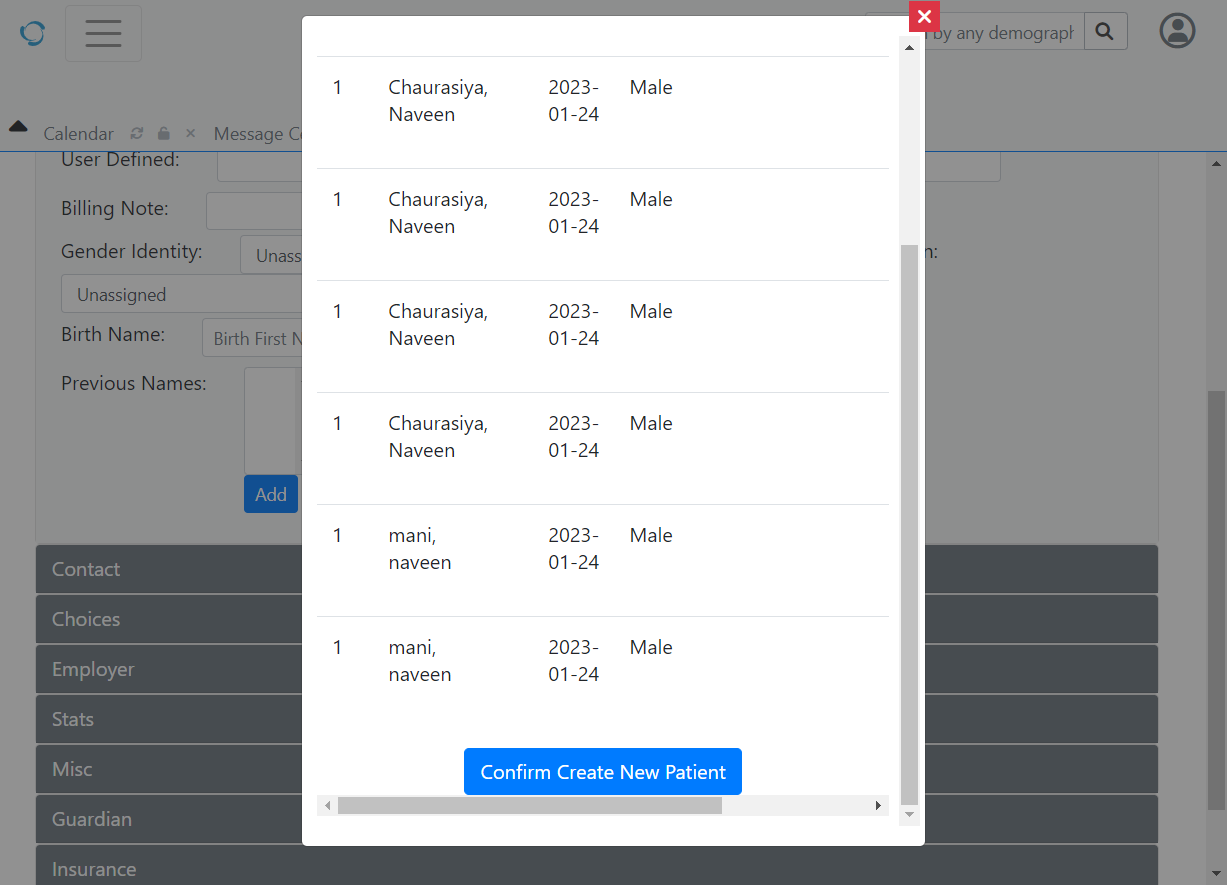 by any demograph
Calendar Message C
User Defined:
Billing Note:
Gender Identity: Unass n:
Unassigned
Birth Name: Birth First N
Previous Names:
Add
Contact
Choices
Employer
Stats
Misc
Guardian
Insurance
1 Chaurasiya, 2023- Male
Naveen 01-24
1 Chaurasiya, 2023- Male
Naveen 01-24
1 Chaurasiya, 2023- Male
Naveen 01-24
1 Chaurasiya, 2023- Male
Naveen 01-24
1 mani, 2023- Male
naveen 01-24
1 mani, 2023- Male
naveen 01-24
Confirm Create New Patient